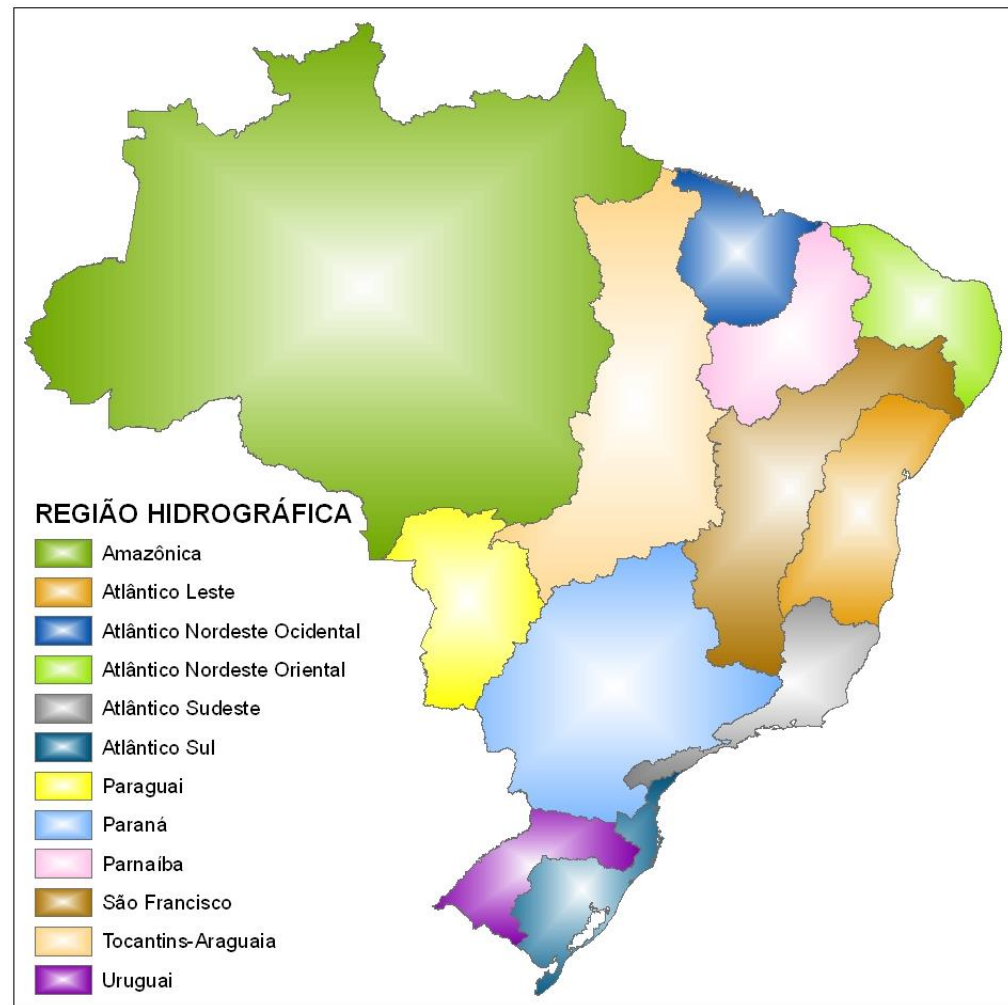 REGIÃO HIDROGRÁFICA
Amazônica
Atlântico Leste
Atlântico Nordeste Ocidental
Atlântico Nordeste Oriental
Atlântico Sudeste
Atlântico Sul
Paraguai
Paraná
Parnaíba
São Francisco
Tocantins-Araguaia
Uruguai